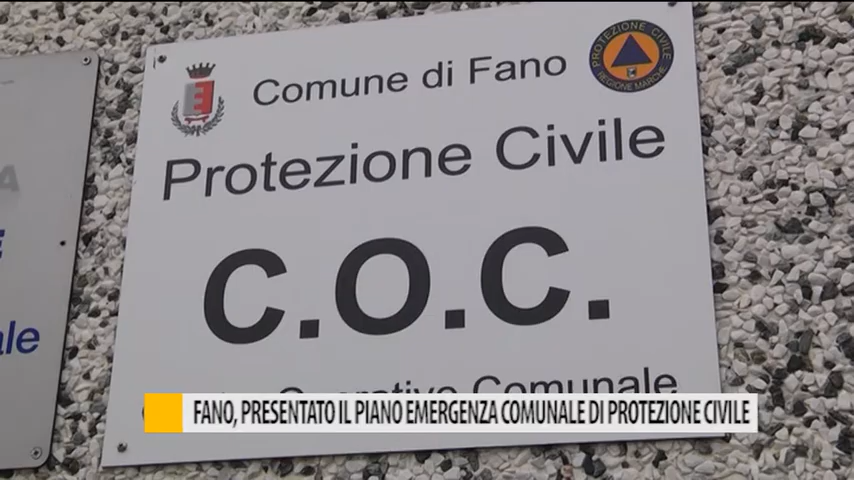 Comune di Fano
PROTEZIONE CIVILE
REGIONE MARCHE
Protezione Civile
C.O.C.
Comunale
FANO, PRESENTATO IL PIANO EMERGENZA COMUNALE DI PROTEZIONE CIVILE